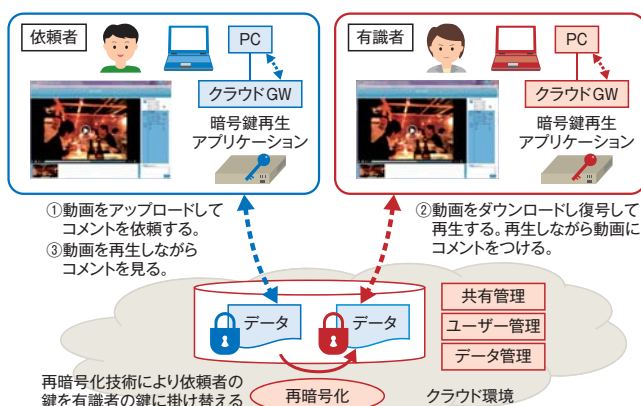 依頼者
PC
クラウドGW
暗号鍵再生
アプリケーション
有識者
PC
クラウドGW
暗号鍵再生
アプリケーション
①動画をアップロードして
コメントを依頼する。
③動画を再生しながら
コメントを見る。
②動画をダウンロードし復号して
再生する。再生しながら動画に
コメントをつける。
データ
データ
共有管理
ユーザー管理
データ管理
再暗号化技術により依頼者の
鍵を有識者の鍵に掛け替える
再暗号化
クラウド環境